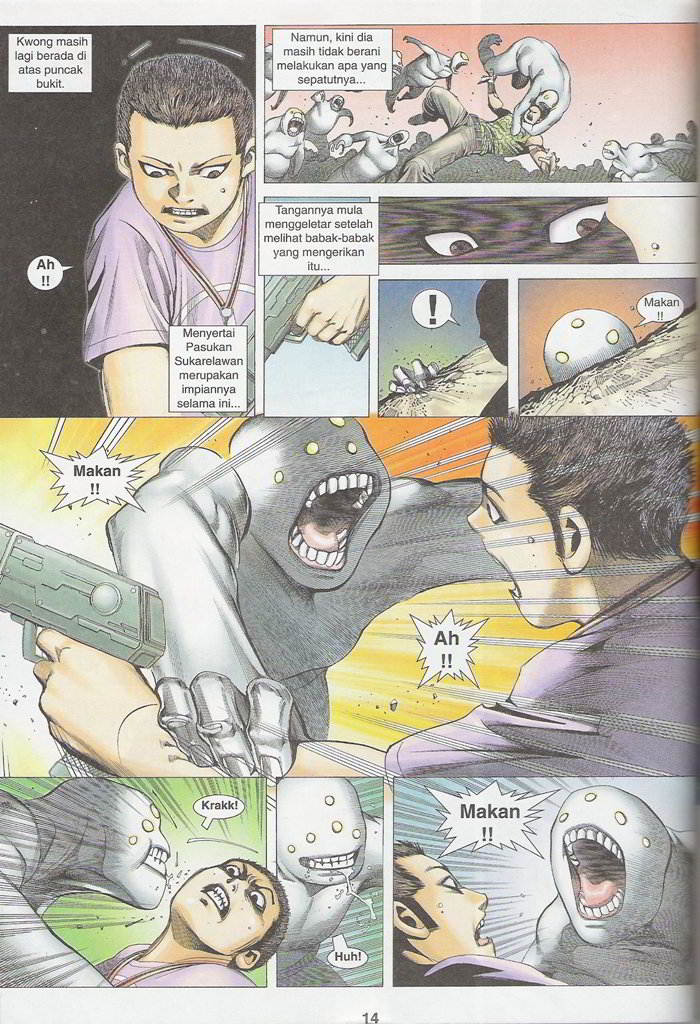 Kwong masih
lagi berada di
atas puncak
bukit.
Ah
!!
Menyertai
Pasukan
Sukarelawan
merupakan
impiannya
selama ini...
Namun, kini dia
masih tidak berani
melakukan apa yang
sepatutnya...
Tangannya mula
menggeletar setelah
melihat babak-babak
yang mengerikan
itu...
!
Makan
!!
Makan
!!
Ah
!!
Krakk!
Huh!
Makan
!!
14